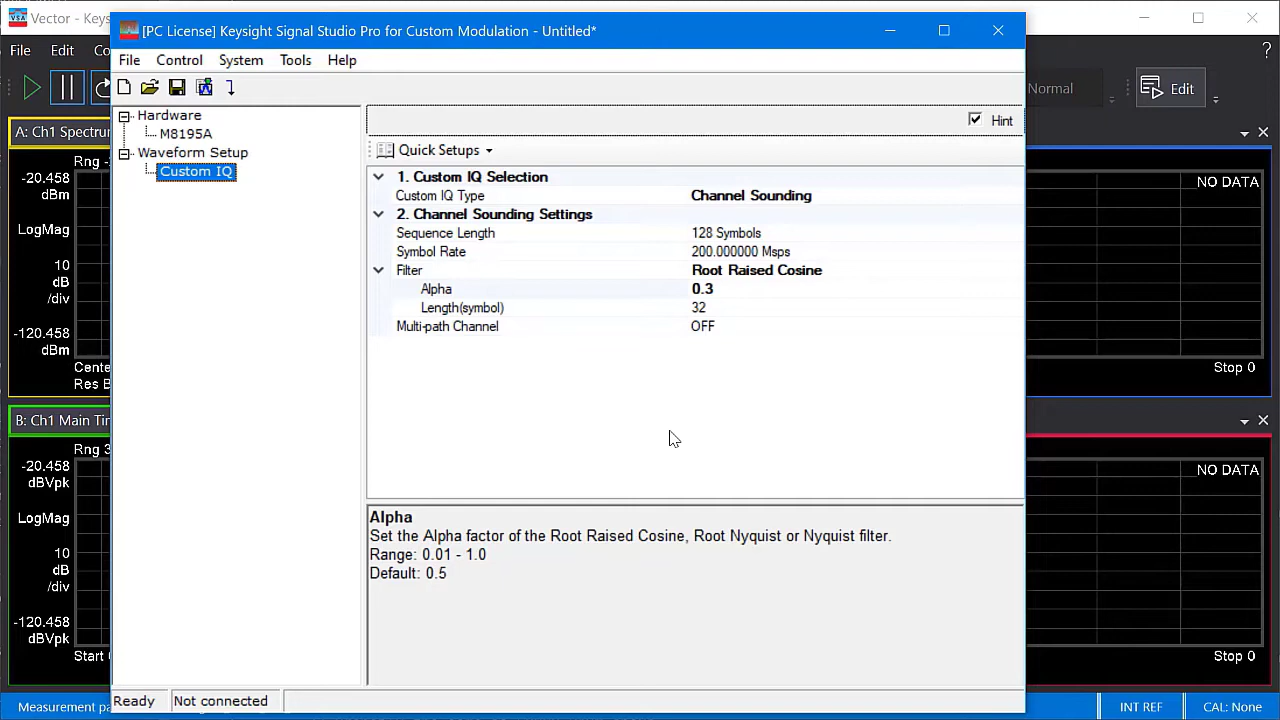 Vector - Keys
[PC License] Keysight Signal Studio Pro for Custom Modulation - Untitled*
File Edit Co
File Control System Tools Help
Normal
Edit
?
Hardware
M8195A
Waveform Setup
Custom IQ
Hint
Quick Setups
1. Custom IQ Selection
Custom IQ Type Channel Sounding
2. Channel Sounding Settings
Sequence Length 128 Symbols
Symbol Rate 200.000000 Msps
Filter Root Raised Cosine
Alpha 0.3
Length(symbol) 32
Multi-path Channel OFF
Alpha
Set the Alpha factor of the Root Raised Cosine, Root Nyquist or Nyquist filter.
Range: 0.01 - 1.0
Default: 0.5
Ready Not connected
A: Ch1 Spectrum
Rng -
-20.458
dBm
LogMag
10
dB
/div
-120.458
dBm
Cente
Res B
NO DATA
Stop 0
B: Ch1 Main Tim
Rng 3
-20.458
dBVpk
LogMag
10
dB
/div
-120.458
dBVpk
Start
NO DATA
Stop 0
Measurement pa
INT REF
CAL: None